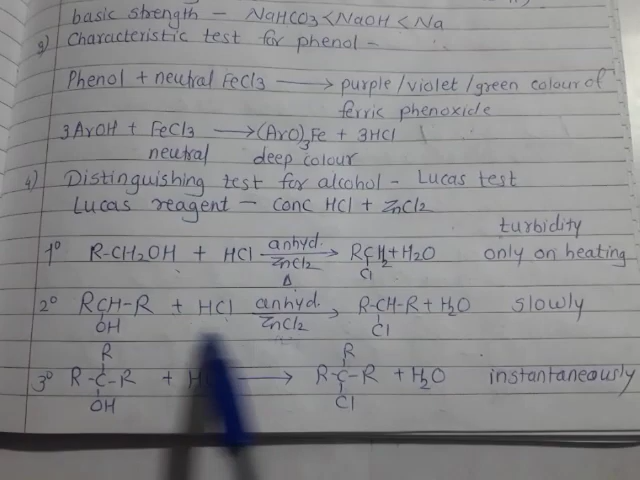 basic strength - NaHCO3 < NaOH < Na
g) Characteristic test for phenol -
Phenol + neutral FeCl3 → purple/violet/green colour of
ferric phenoxide
3ArOH + FeCl3 → (ArO)3Fe + 3HCl
neutral deep colour
4) Distinguishing test for alcohol - Lucas test
Lucas reagent - conc HCl + ZnCl2
turbidity
1° R-CH2OH + HCl anhyd. ZnCl2 Δ → RCH2 + H2O only on heating
Cl
2° RCH-R + HCl anhyd. ZnCl2 → R-CH-R + H2O slowly
OH Cl
R R
3° R-C-R + → R-C-R + H2O instantaneously
OH Cl